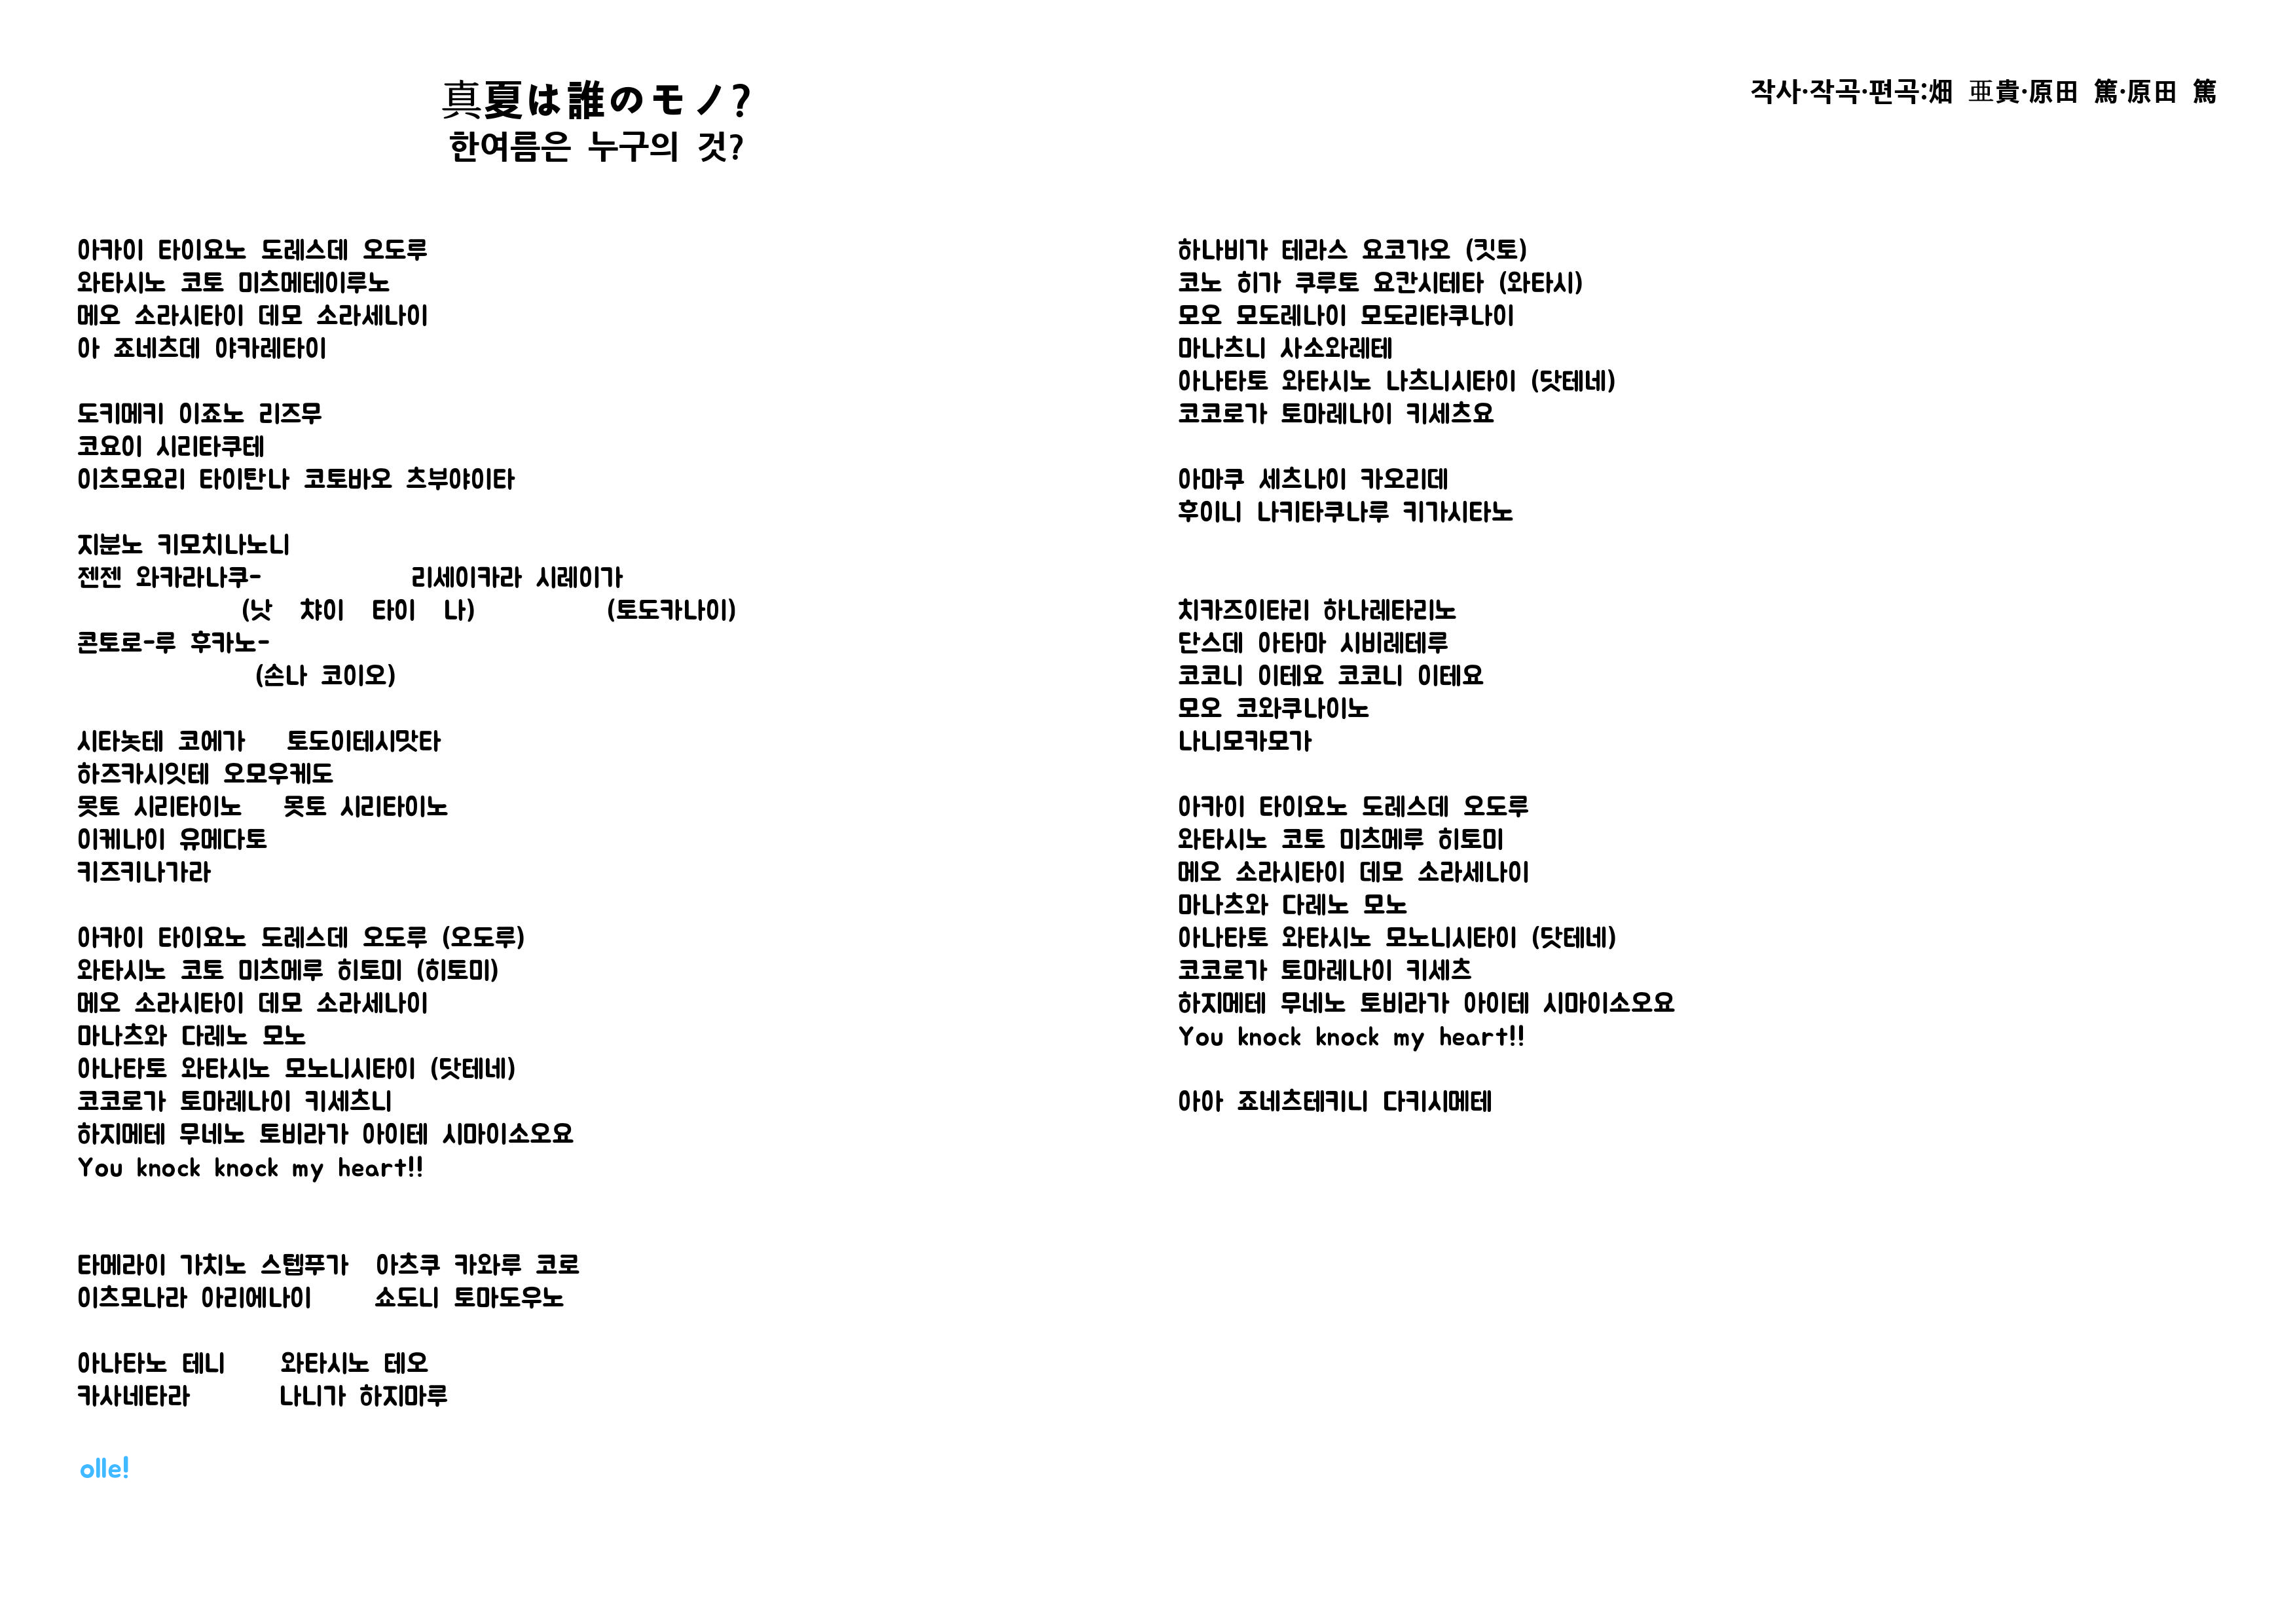 真夏は誰のモノ?
한여름은 누구의 것?
작사·작곡·편곡:畑 亜貴·原田 篤·原田 篤
아카이 타이요노 도레스데 오도루
와타시노 코토 미츠메테이루노
메오 소라시타이 데모 소라세나이
아 죠네츠데 야카레타이
도키메키 이죠노 리즈무
코요이 시리타쿠테
이츠모요리 타이탄나 코토바오 츠부야이타
지분노 키모치나노니
젠젠 와카라나쿠- 리세이카라 시레이가
(낫 챠이 타이 나) (토도카나이)
콘토로-루 후카노-
(손나 코이오)
시타놋테 코에가 토도이테시맛타
하즈카시잇테 오모우케도
못토 시리타이노 못토 시리타이노
이케나이 유메다토
키즈키나가라
아카이 타이요노 도레스데 오도루 (오도루)
와타시노 코토 미츠메루 히토미 (히토미)
메오 소라시타이 데모 소라세나이
마나츠와 다레노 모노
아나타토 와타시노 모노니시타이 (닷테네)
코코로가 토마레나이 키세츠니
하지메테 무네노 토비라가 아이테 시마이소오요
You knock knock my heart!!
타메라이 가치노 스텝푸가 아츠쿠 카와루 코로
이츠모나라 아리에나이 쇼도니 토마도우노
아나타노 테니 와타시노 테오
카사네타라 나니가 하지마루
olle!
하나비가 테라스 요코가오 (킷토)
코노 히가 쿠루토 요칸시테타 (와타시)
모오 모도레나이 모도리타쿠나이
마나츠니 사소와레테
아나타토 와타시노 나츠니시타이 (닷테네)
코코로가 토마레나이 키세츠요
아마쿠 세츠나이 카오리데
후이니 나키타쿠나루 키가시타노
치카즈이타리 하나레타리노
단스데 아타마 시비레테루
코코니 이테요 코코니 이테요
모오 코와쿠나이노
나니모카모가
아카이 타이요노 도레스데 오도루
와타시노 코토 미츠메루 히토미
메오 소라시타이 데모 소라세나이
마나츠와 다레노 모노
아나타토 와타시노 모노니시타이 (닷테네)
코코로가 토마레나이 키세츠
하지메테 무네노 토비라가 아이테 시마이소오요
You knock knock my heart!!
아아 죠네츠테키니 다키시메테